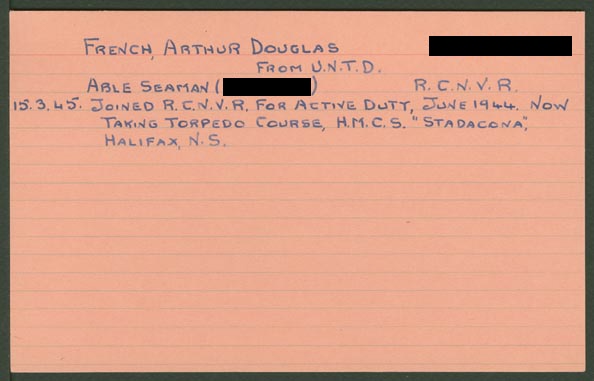 FRENCH, ARTHUR DOUGLAS
FROM U.N.T.D.
ABLE SEAMAN ( ) R.C.N.V.R.
15.3.45. JOINED R.C.N.V.R. FOR ACTIVE DUTY, JUNE 1944. NOW
TAKING TORPEDO COURSE, H.M.C.S. "STADACONA",
HALIFAX, N.S.